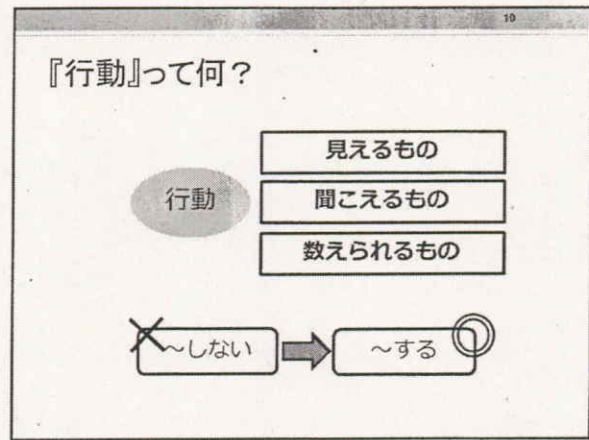 10
『行動』って何？
行動
見えるもの
聞こえるもの
数えられるもの
～しない
～する